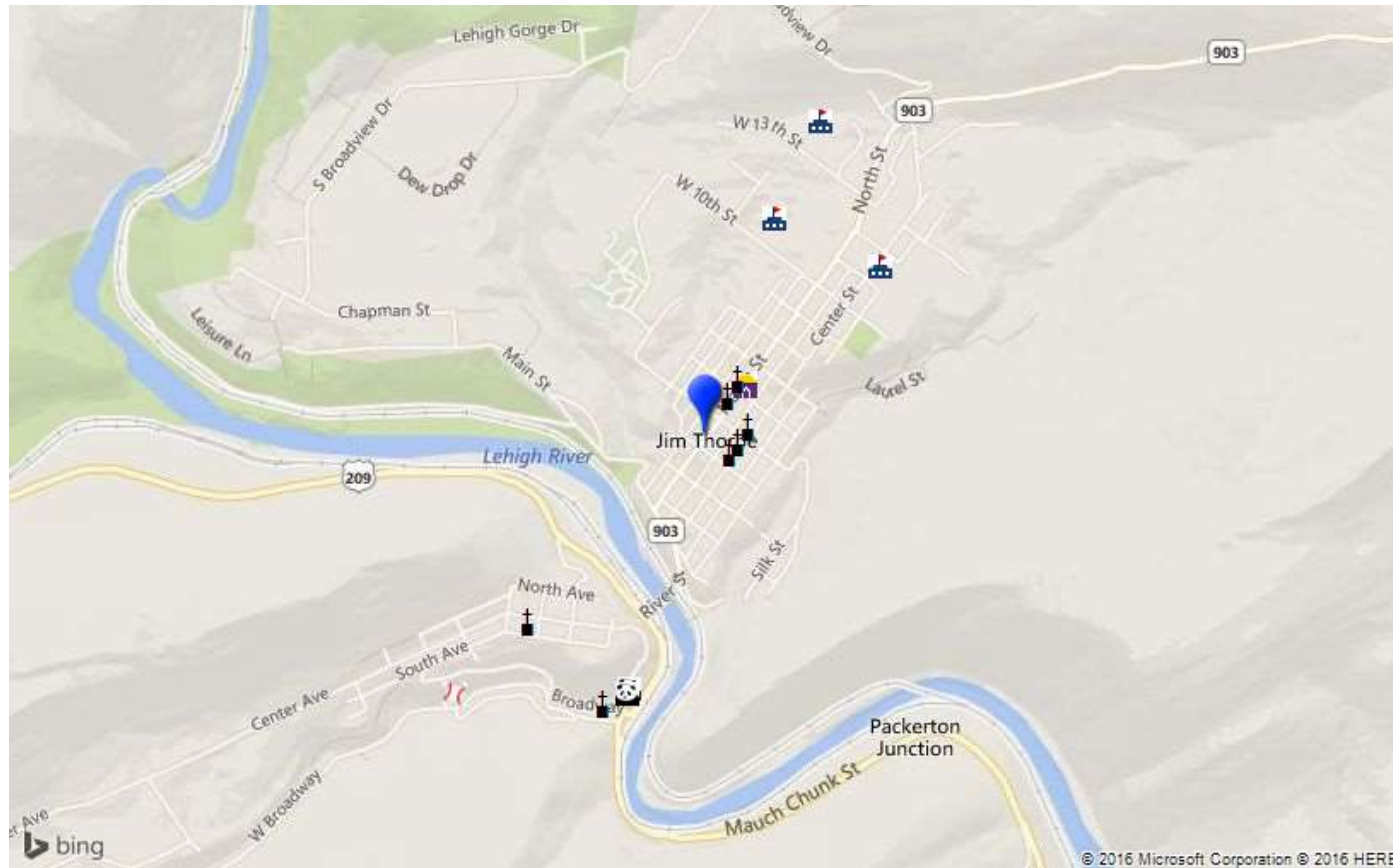 Lehigh Gorge Dr
903
903
S Broadview Dr
W 13th St
Dew Drop Dr
W 10th St
North St
Center St
Chapman St
Leisure Ln
Main St
St
Laurel St
Jim Thorpe
Lehigh River
209
903
Silk St
River St
North Ave
South Ave
Center Ave
Broadway
Packerton
Junction
W Broadway
Mauch Chunk St
Ave
bing
© 2016 Microsoft Corporation © 2016 HERE